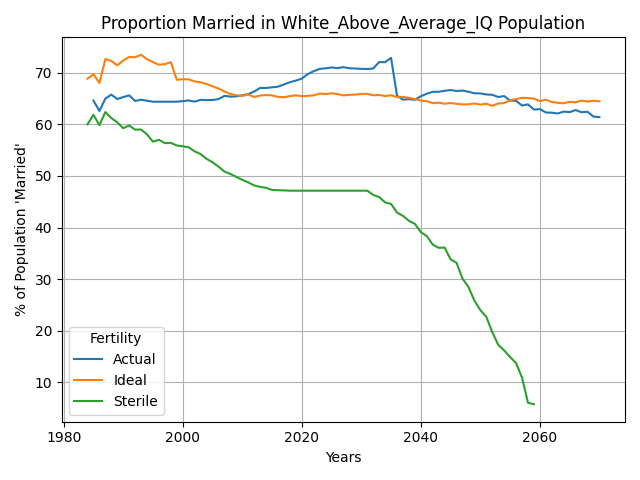 Proportion Married in White_Above_Average_IQ Population
% of Population 'Married'
70
60
50
40
30
20
10
Fertility
Actual
Ideal
Sterile
1980
2000
2020
2040
2060
Years